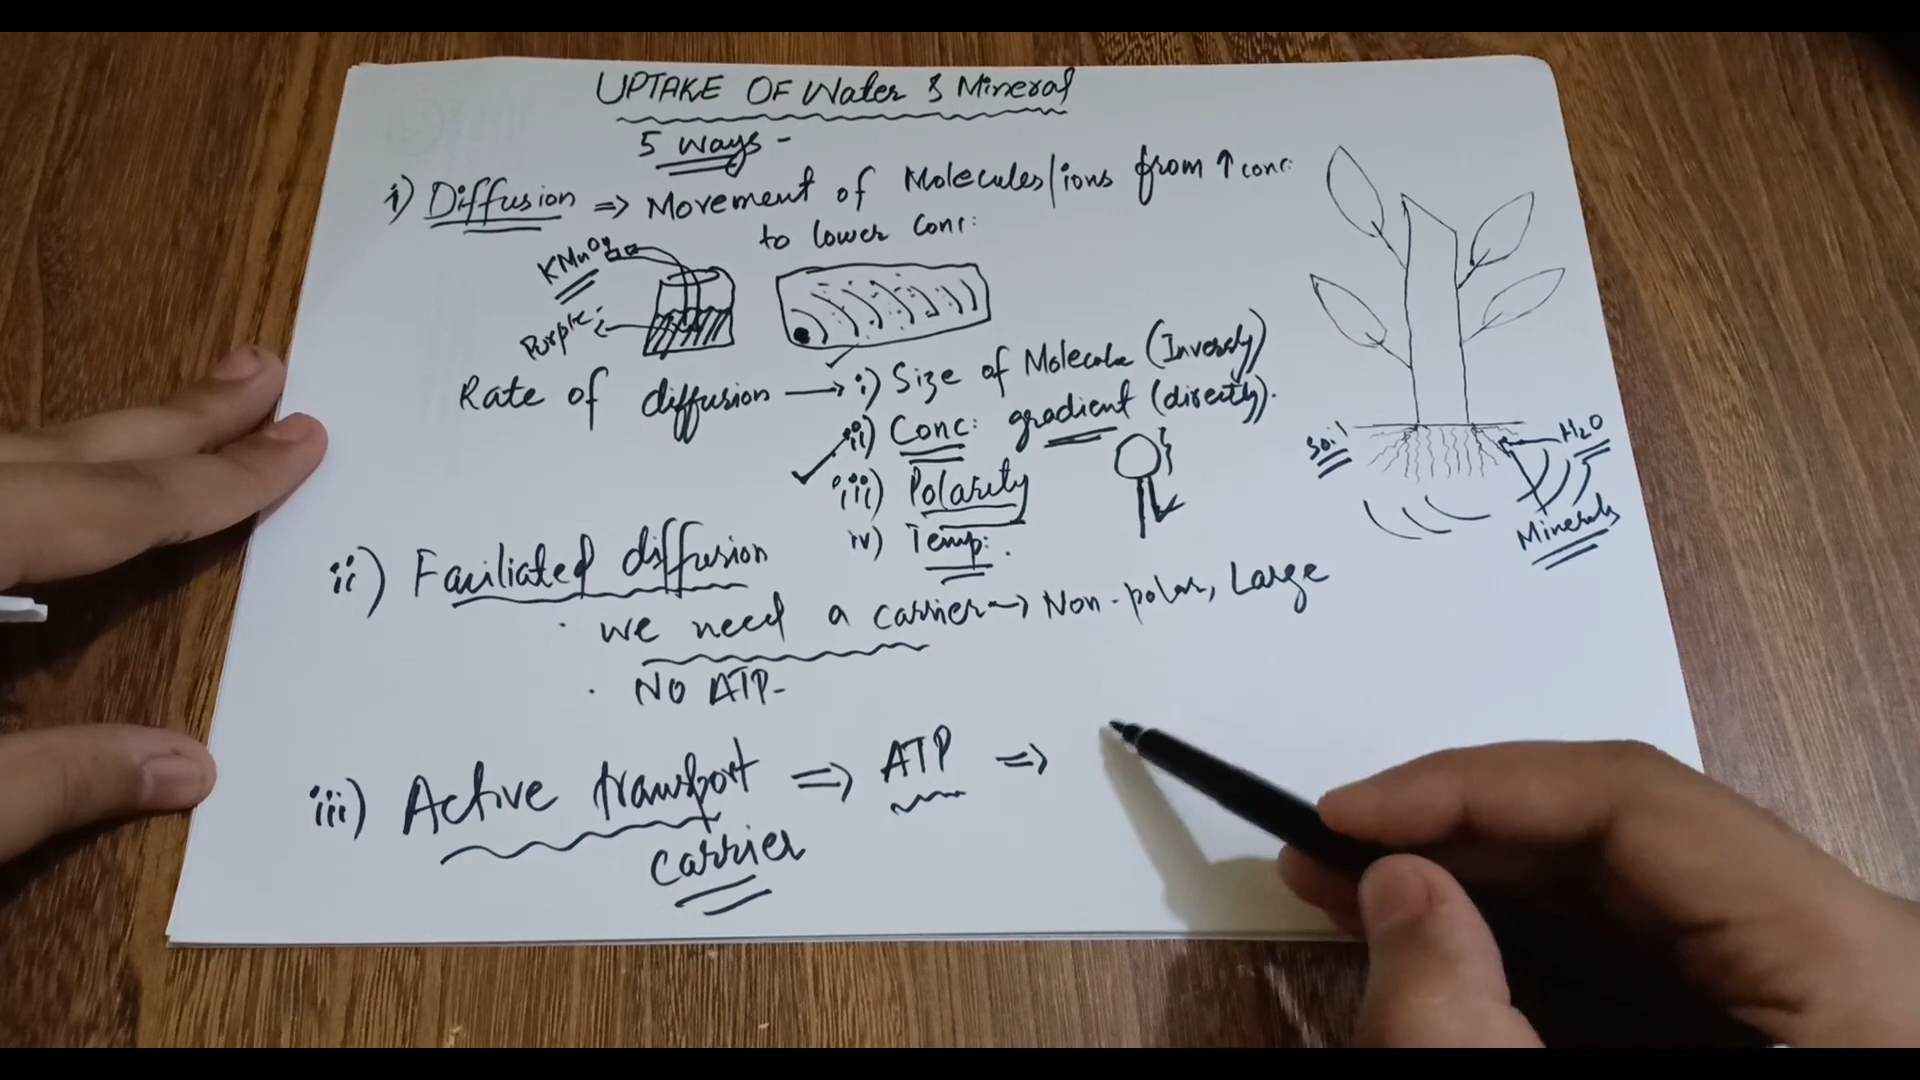 UPTAKE OF Water & Mineral
5 ways -
i) Diffusion => Movement of Molecules/ions from ↑ conc:
to lower conc:
KMnO4
Purple
Rate of diffusion → i) Size of Molecule (Inversly)
ii) Conc: gradient (directly).
iii) Polarity
iv) Temp:
Soil
H2O
Minerals
ii) Faciliated diffusion
· we need a carrier → Non-polar, Large
· NO ATP-
iii) Active transport => ATP =>
carrier